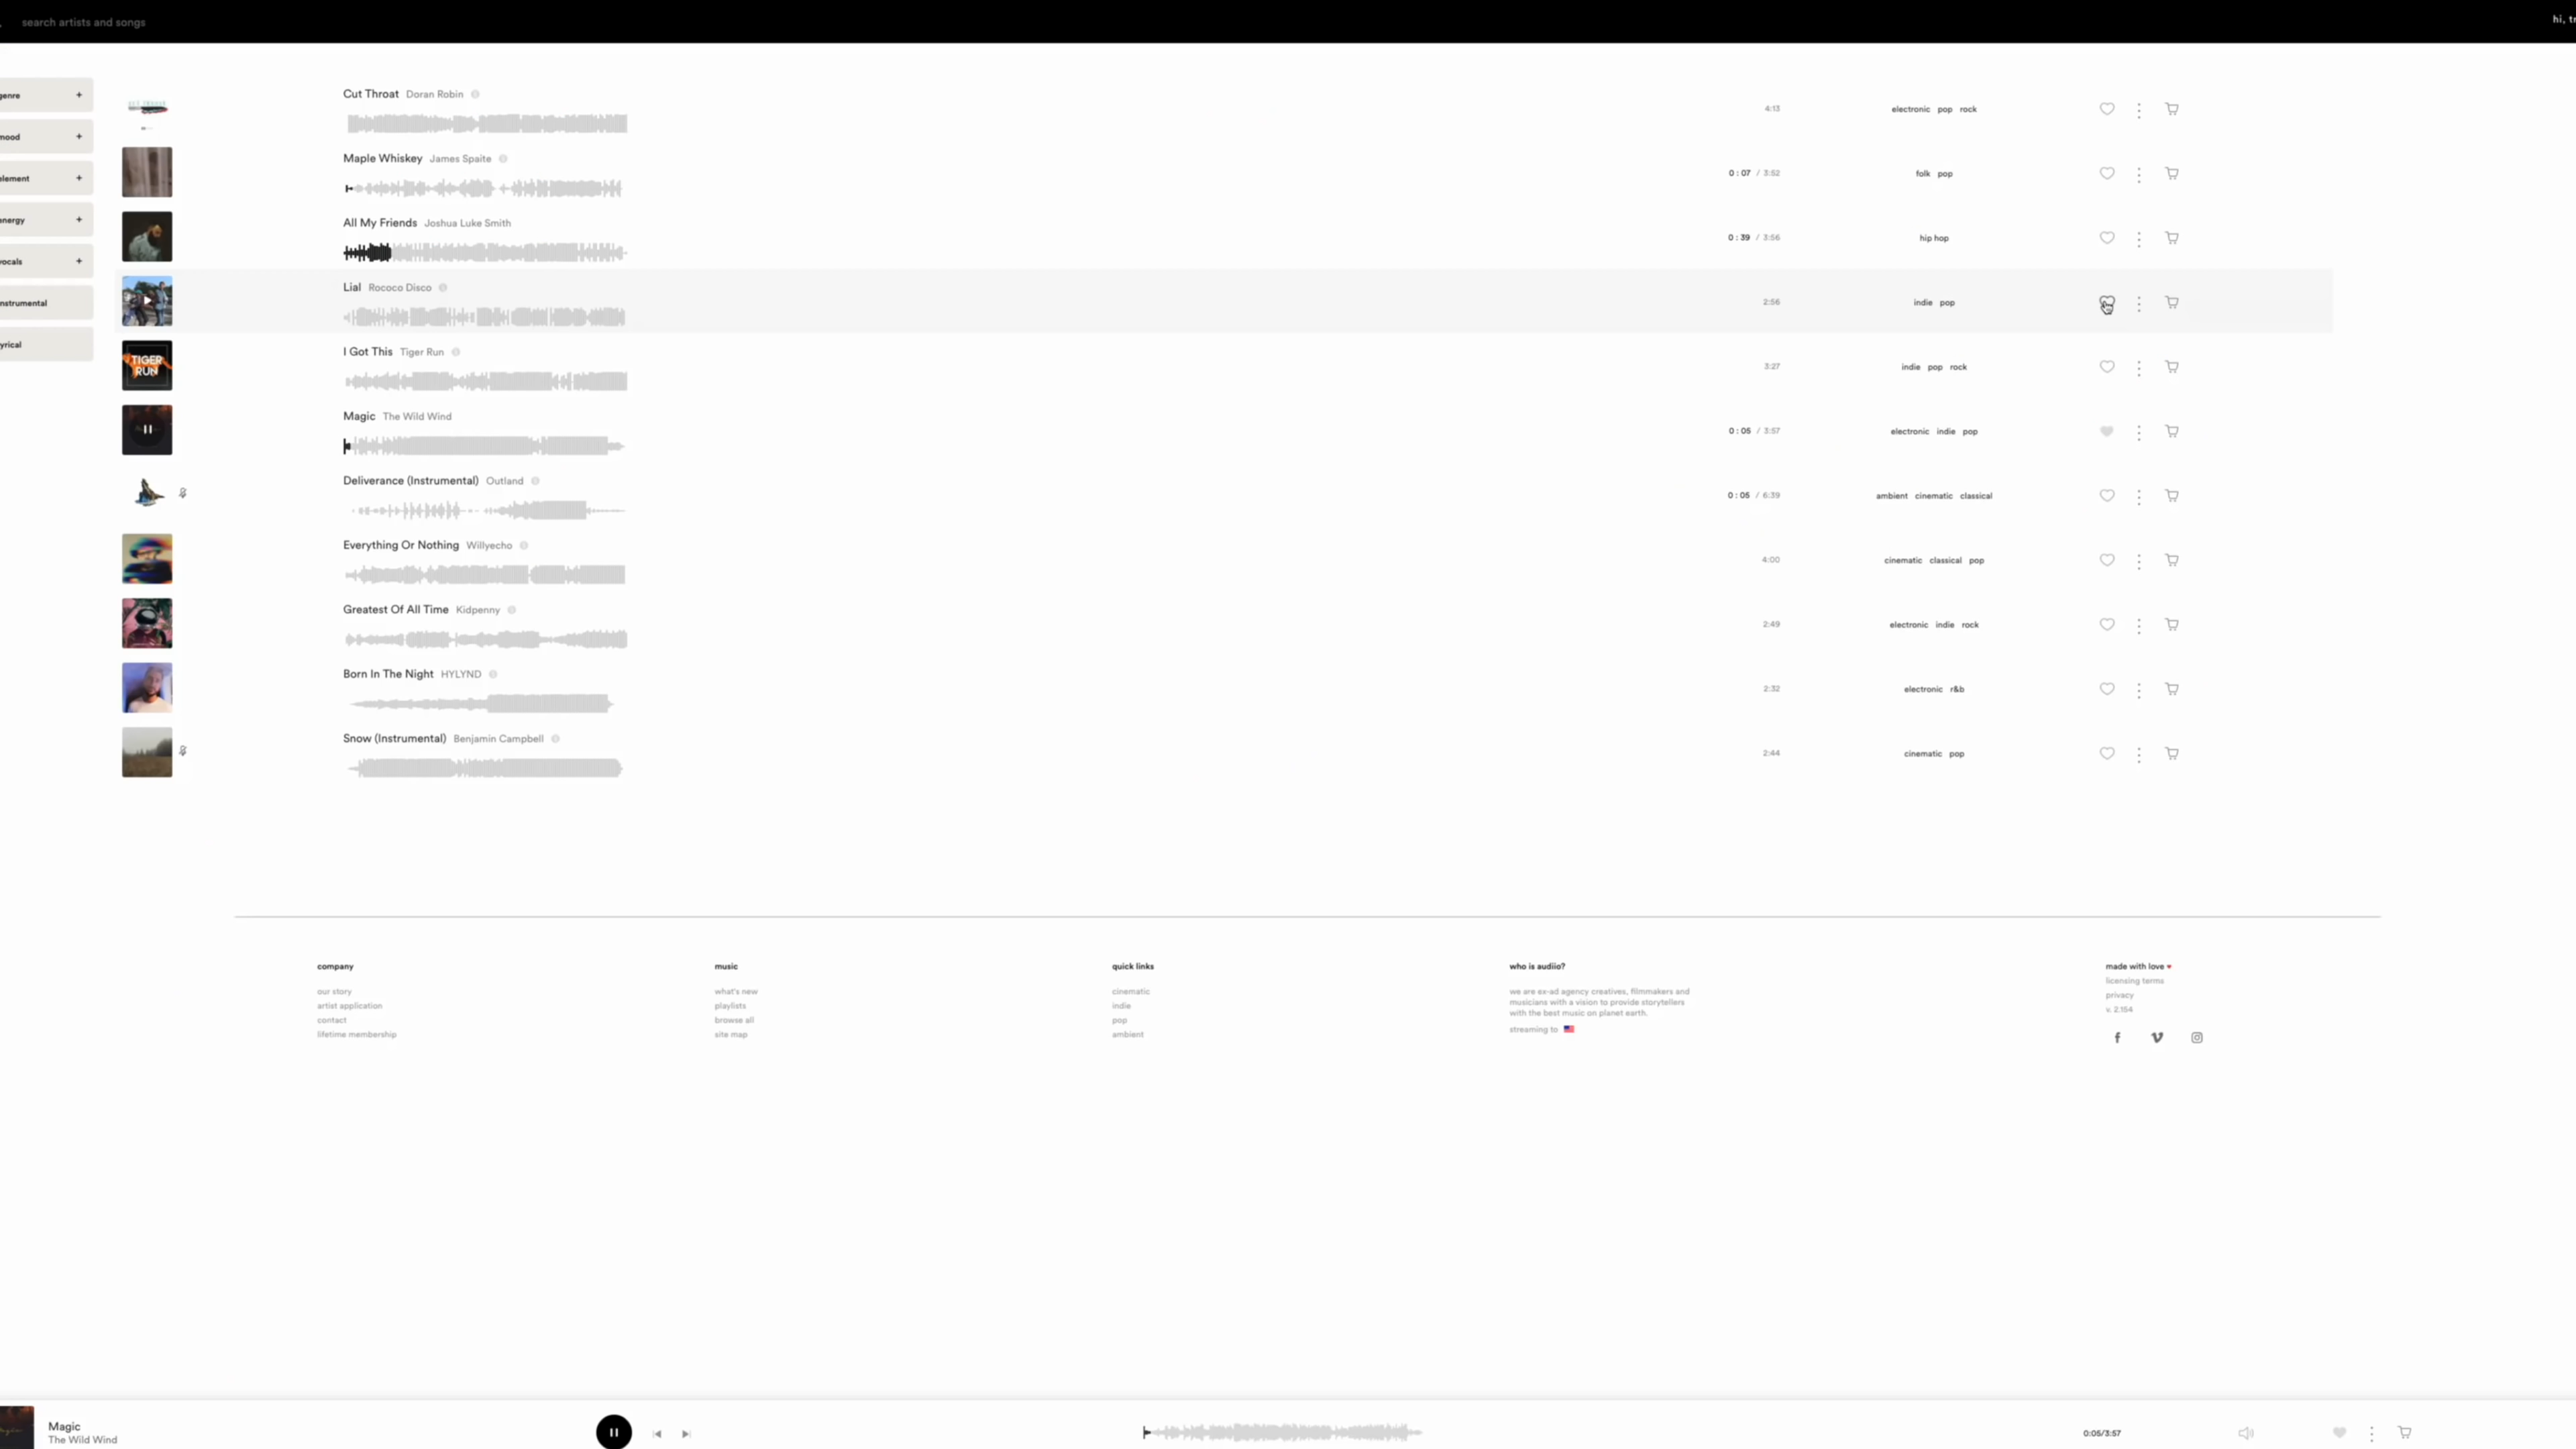 search artists and songs
hi, tr
genre +
mood +
element +
energy +
vocals +
instrumental
lyrical
Cut Throat Doran Robin
4:13
electronic pop rock
Maple Whiskey James Spaite
0:07 / 3:52
folk pop
All My Friends Joshua Luke Smith
0:39 / 3:56
hip hop
Lial Rococo Disco
2:56
indie pop
TIGER
RUN
I Got This Tiger Run
3:27
indie pop rock
Magic The Wild Wind
0:05 / 3:57
electronic indie pop
Deliverance (Instrumental) Outland
0:05 / 6:39
ambient cinematic classical
Everything Or Nothing Willyecho
4:00
cinematic classical pop
Greatest Of All Time Kidpenny
2:49
electronic indie rock
Born In The Night HYLYND
2:32
electronic r&b
Snow (Instrumental) Benjamin Campbell
2:44
cinematic pop
company
our story
artist application
contact
lifetime membership
music
what's new
playlists
browse all
site map
quick links
cinematic
indie
pop
ambient
who is audiio?
we are ex-ad agency creatives, filmmakers and
musicians with a vision to provide storytellers
with the best music on planet earth.
streaming to
made with love ♥
licensing terms
privacy
v. 2.154
Magic
The Wild Wind
0:05/3:57